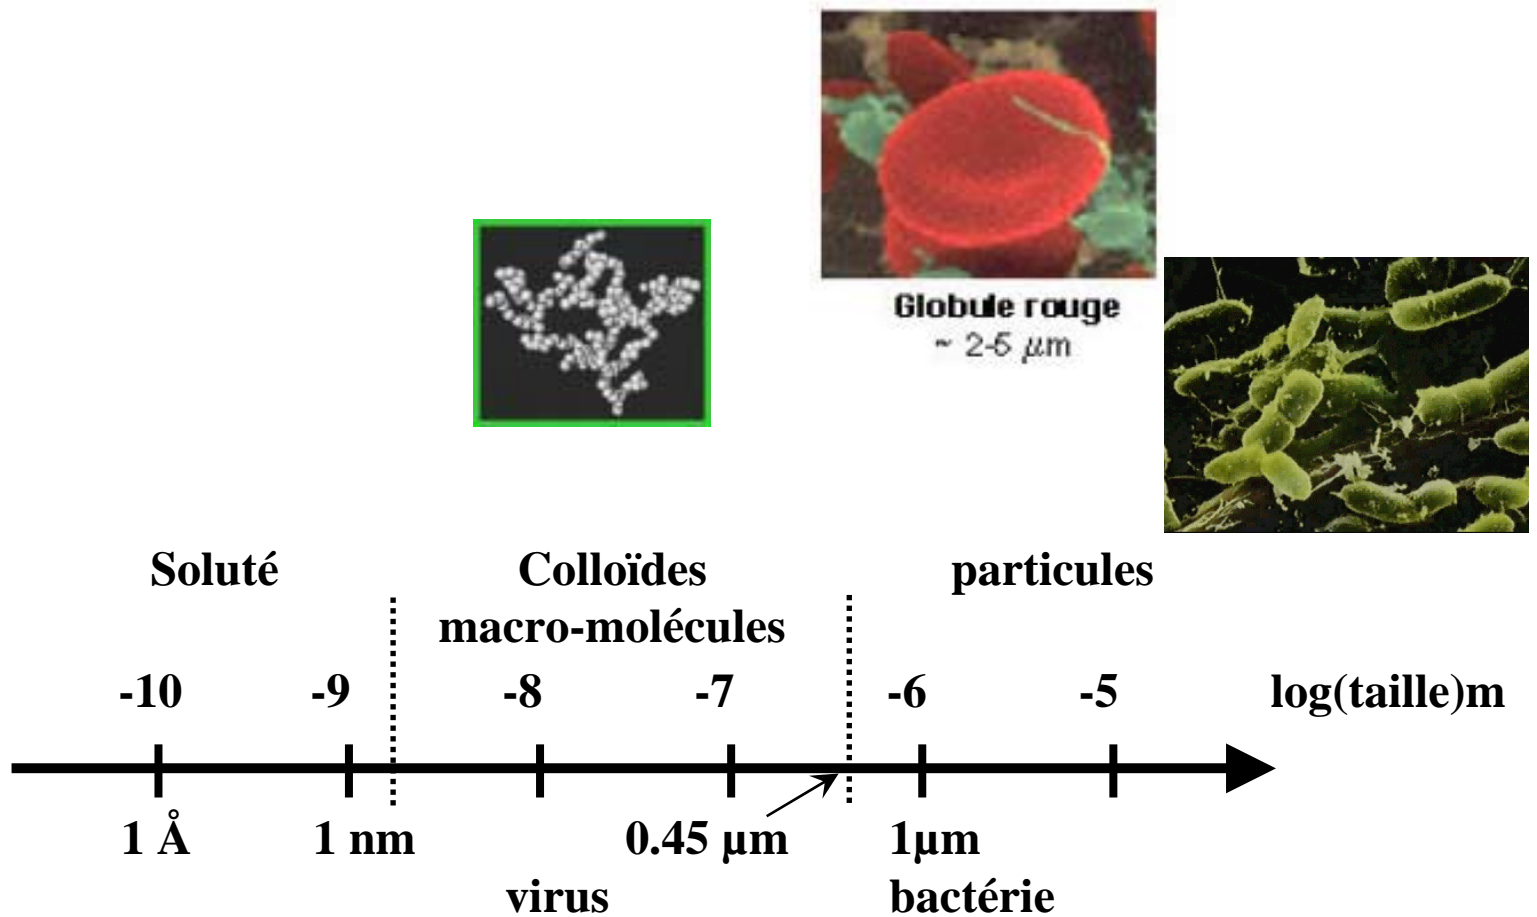 Globule rouge
~ 2-5 µm
Soluté Colloïdes particules
macro-molécules
-10 -9 -8 -7 -6 -5 log(taille)m
1 Å 1 nm 0.45 µm 1µm
virus bactérie